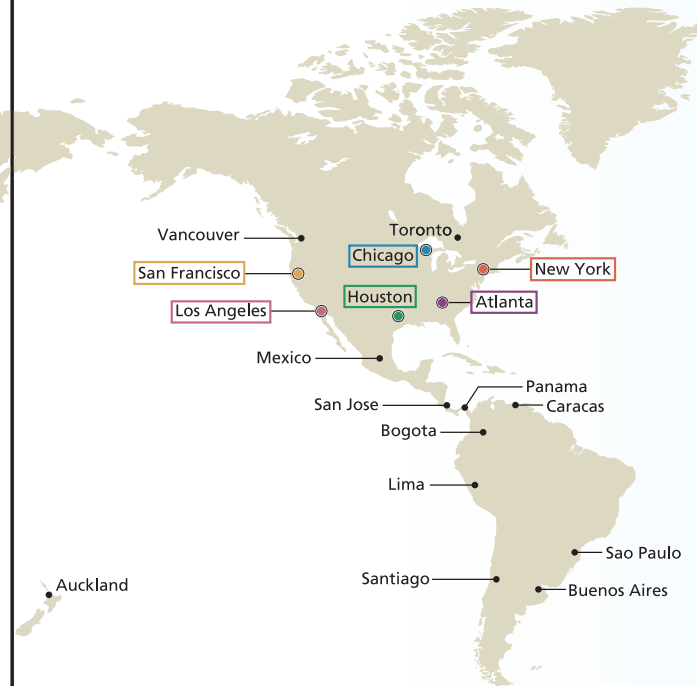 Vancouver
Toronto
Chicago
San Francisco
New York
Houston
Atlanta
Los Angeles
Mexico
Panama
San Jose
Caracas
Bogota
Lima
Sao Paulo
Santiago
Auckland
Buenos Aires